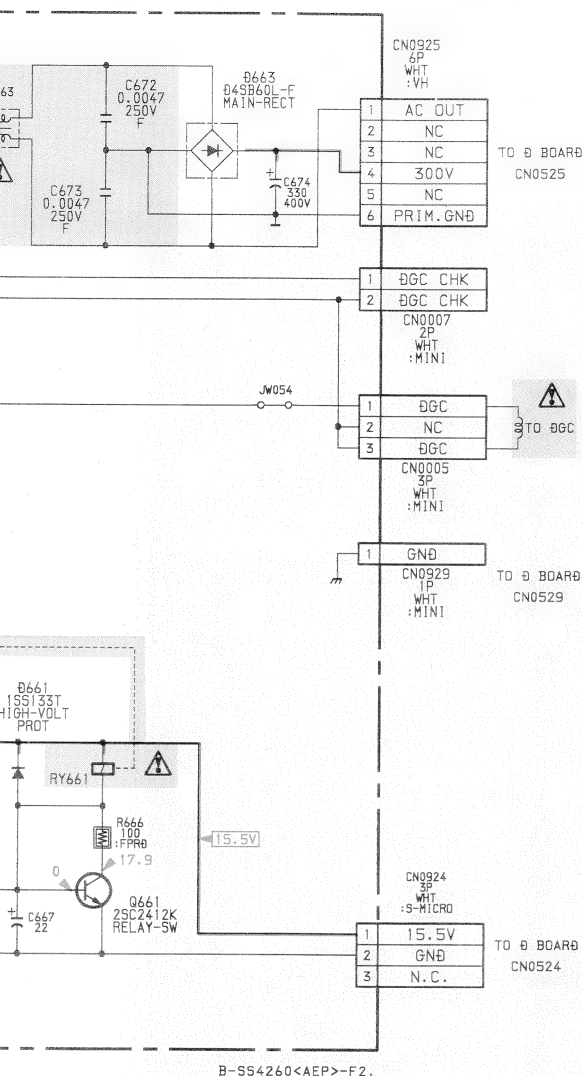 CN0925
6P
WHT
:VH
63
C672
0.0047
250V
F
D663
D4SB60L-F
MAIN-RECT
1 AC OUT
2 NC
3 NC
4 300V
5 NC
6 PRIM.GND
TO D BOARD
CN0525
C673
0.0047
250V
F
+
C674
330
400V
1 DGC CHK
2 DGC CHK
CN0007
2P
WHT
:MINI
JW054
1 DGC
2 NC
3 DGC
TO DGC
CN0005
3P
WHT
:MINI
1 GND
CN0929
1P
WHT
:MINI
TO D BOARD
CN0529
D661
1SS133T
HIGH-VOLT
PROT
RY661
R666
100
:FPRD
15.5V
0
17.9
Q661
2SC2412K
RELAY-SW
+
C667
22
CN0924
3P
WHT
:S-MICRO
1 15.5V
2 GND
3 N.C.
TO D BOARD
CN0524
B-SS4260<AEP>-F2.